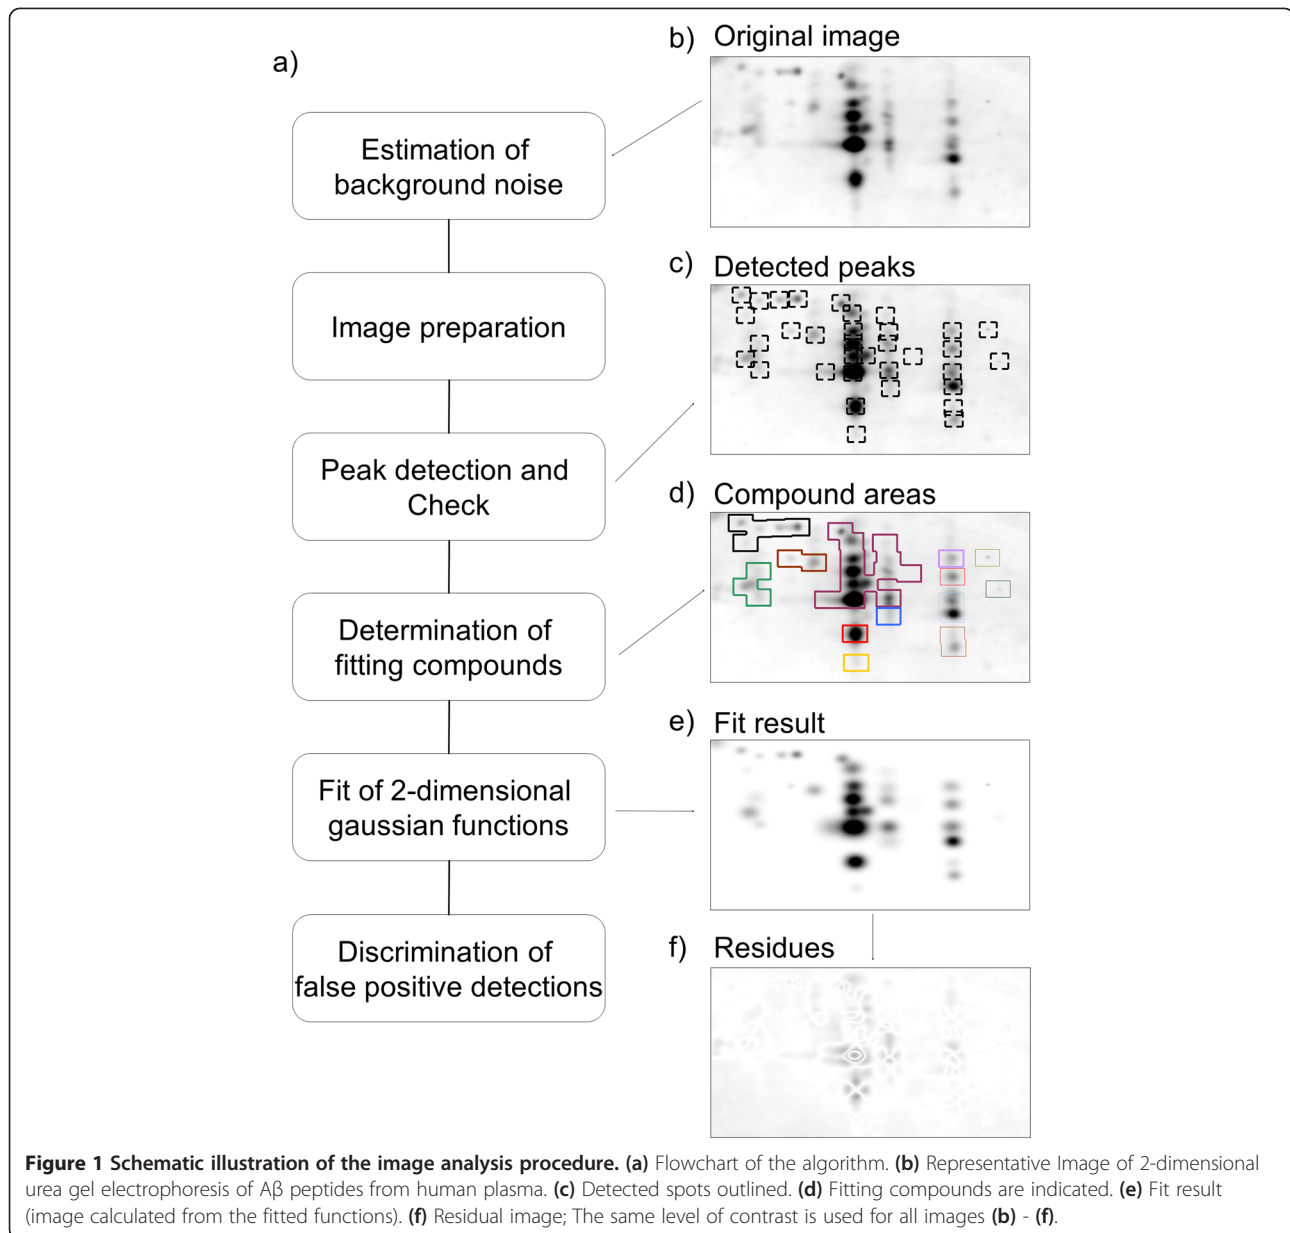 a)
Estimation of
background noise
Image preparation
Peak detection and
Check
Determination of
fitting compounds
Fit of 2-dimensional
gaussian functions
Discrimination of
false positive detections
b) Original image
c) Detected peaks
d) Compound areas
e) Fit result
f) Residues
Figure 1 Schematic illustration of the image analysis procedure. (a) Flowchart of the algorithm. (b) Representative Image of 2-dimensional
urea gel electrophoresis of Aβ peptides from human plasma. (c) Detected spots outlined. (d) Fitting compounds are indicated. (e) Fit result
(image calculated from the fitted functions). (f) Residual image; The same level of contrast is used for all images (b) - (f).